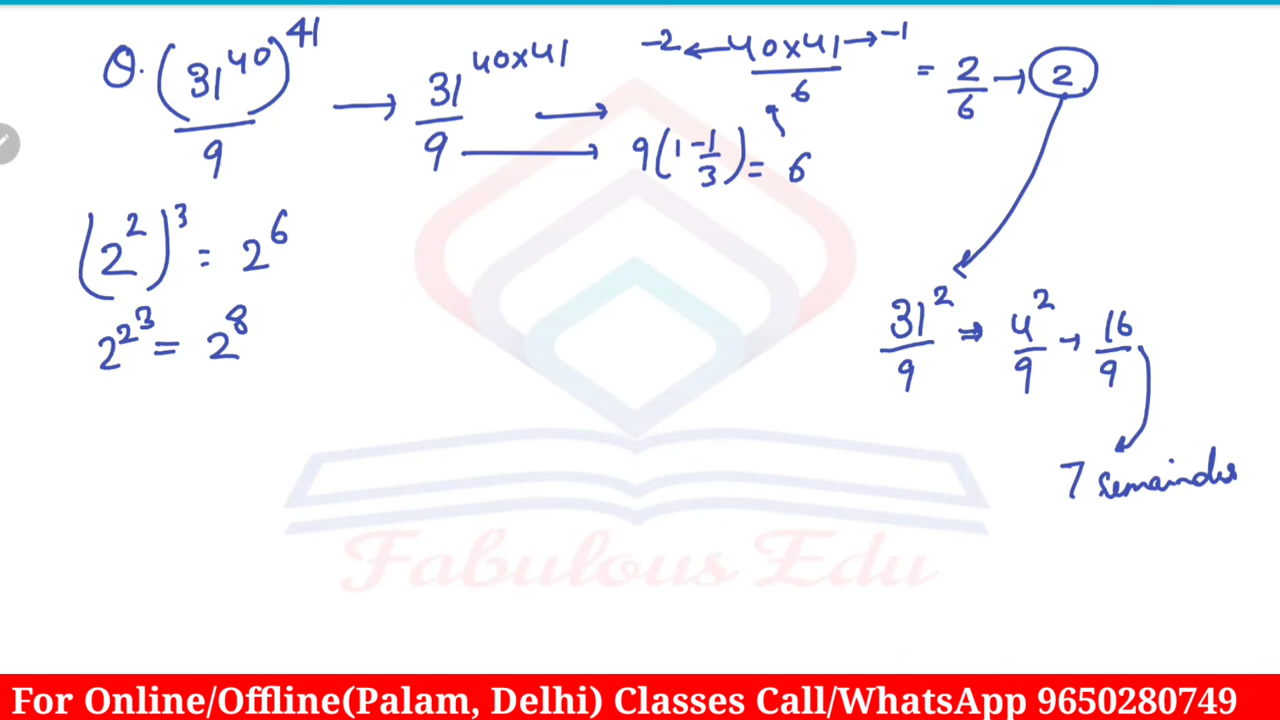 Q. (31^40)^41 / 9 → 31^(40×41) / 9 → -2 ← 40×41 → -1 / 6 = 2/6 → 2
9 → 9(1 - 1/3) = 6
(2^2)^3 = 2^6
2^2^3 = 2^8
31^2/9 ⇒ 4^2/9 → 16/9
7 remainder
Fabulous Edu
For Online/Offline(Palam, Delhi) Classes Call/WhatsApp 9650280749